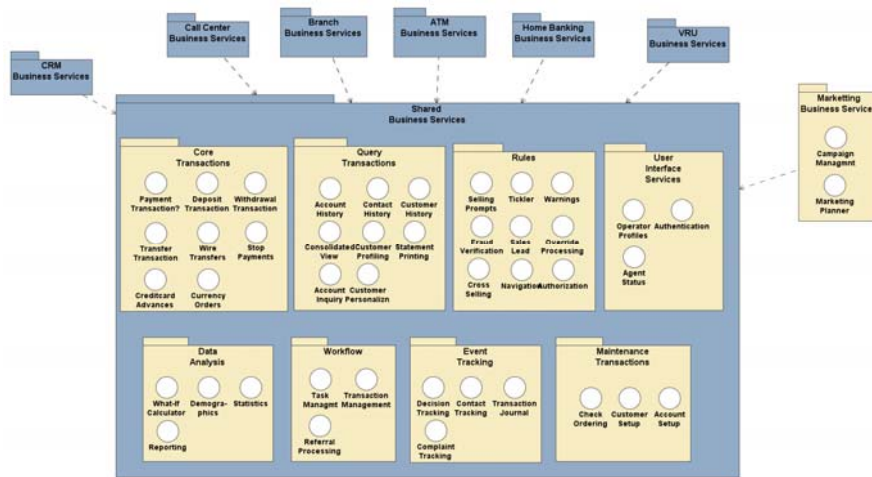 CRM
Business Services
Call Center
Business Services
Branch
Business Services
ATM
Business Services
Home Banking
Business Services
VRU
Business Services
Marketting
Business Service
Campaign
Managmnt
Marketing
Planner
Shared
Business Services
Core
Transactions
Payment
Transaction?
Deposit
Transaction
Withdrawal
Transaction
Transfer
Transaction
Wire
Transfers
Stop
Payments
Creditcard
Advances
Currency
Orders
Query
Transactions
Account
History
Contact
History
Customer
History
Consolidated
View
Customer
Profiling
Statement
Printing
Account
Inquiry
Customer
Personalizn
Rules
Selling
Prompts
Tickler
Warnings
Fraud
Verification
Sales
Lead
Override
Processing
Cross
Selling
Navigation
Authorization
User
Interface
Services
Operator
Profiles
Authentication
Agent
Status
Data
Analysis
What-If
Calculator
Demogra-
phics
Statistics
Reporting
Workflow
Task
Managmt
Transaction
Management
Referral
Processing
Event
Tracking
Decision
Tracking
Contact
Tracking
Transaction
Journal
Complaint
Tracking
Maintenance
Transactions
Check
Ordering
Customer
Setup
Account
Setup